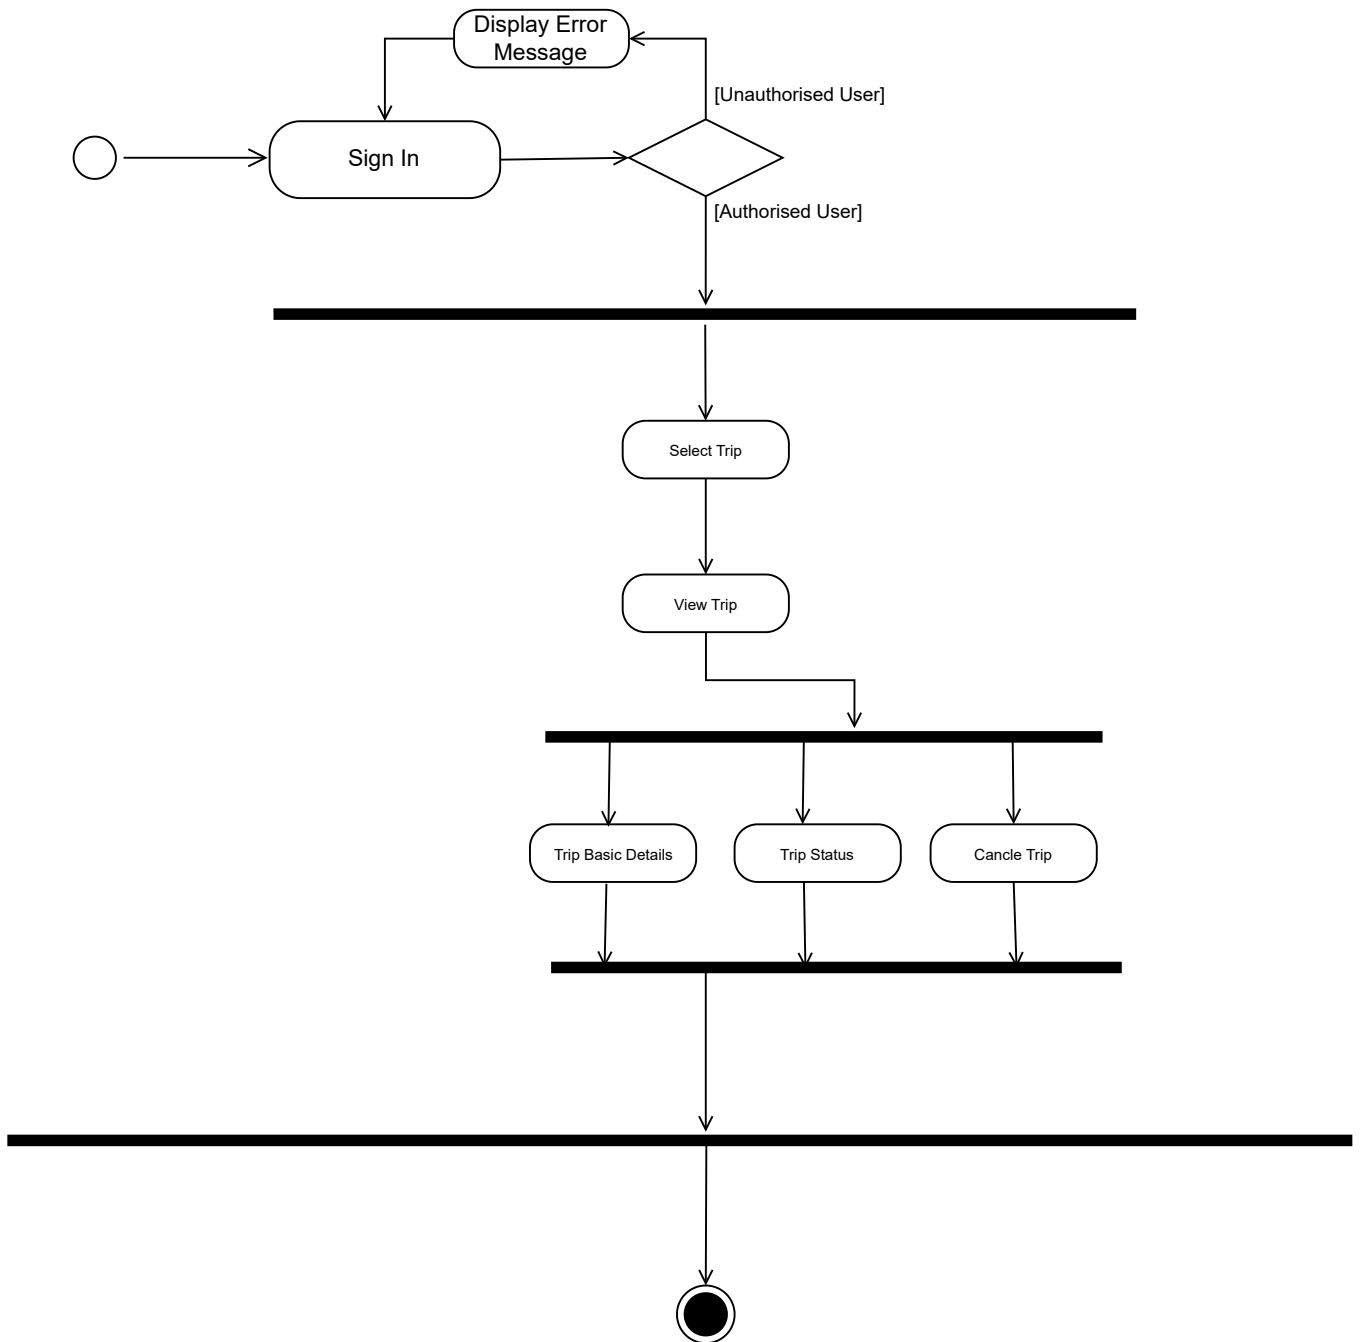 Display Error
Message
[Unauthorised User]
Sign In
[Authorised User]
Select Trip
View Trip
Trip Basic Details
Trip Status
Cancle Trip